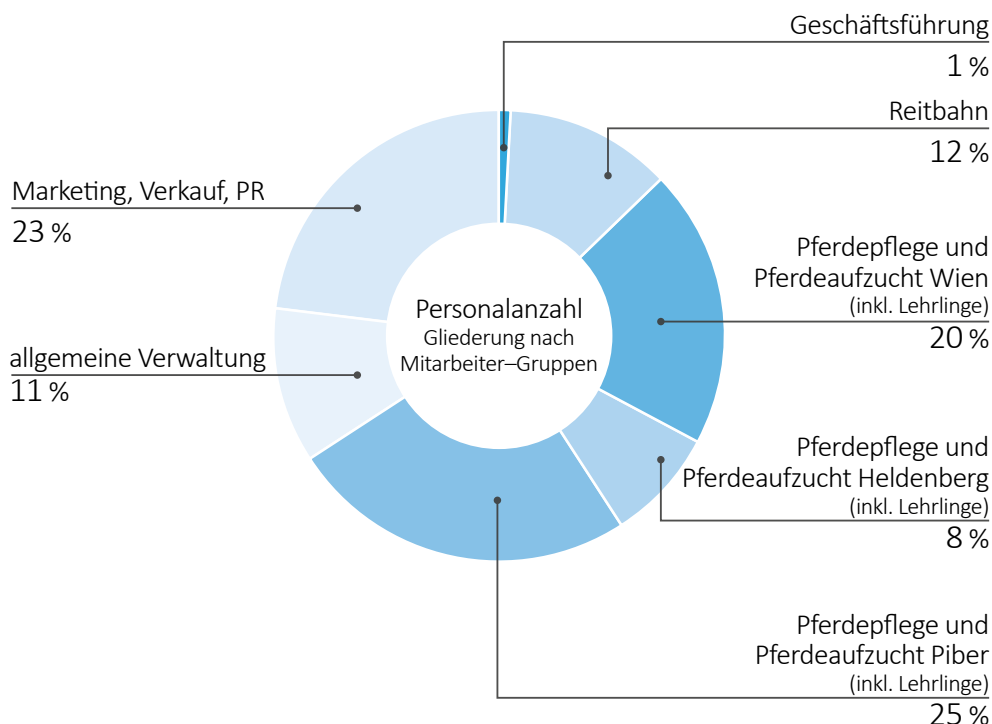 Geschäftsführung
1 %
Reitbahn
12 %
Marketing, Verkauf, PR
23 %
Pferdepflege und
Pferdeaufzucht Wien
(inkl. Lehrlinge)
20 %
Personalanzahl
Gliederung nach
Mitarbeiter–Gruppen
allgemeine Verwaltung
11 %
Pferdepflege und
Pferdeaufzucht Heldenberg
(inkl. Lehrlinge)
8 %
Pferdepflege und
Pferdeaufzucht Piber
(inkl. Lehrlinge)
25 %